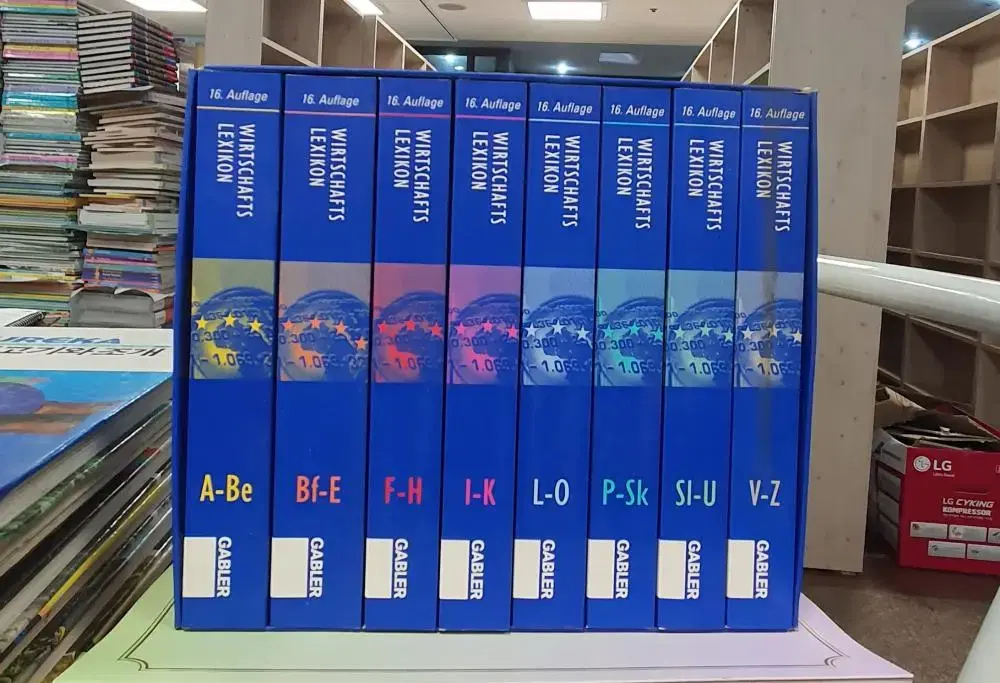 16. Auflage
WIRTSCHAFTS
LEXIKON
A-Be
GABLER
16. Auflage
WIRTSCHAFTS
LEXIKON
Bf-E
GABLER
16. Auflage
WIRTSCHAFTS
LEXIKON
F-H
GABLER
16. Auflage
WIRTSCHAFTS
LEXIKON
I-K
GABLER
16. Auflage
WIRTSCHAFTS
LEXIKON
L-O
GABLER
16. Auflage
WIRTSCHAFTS
LEXIKON
P-Sk
GABLER
16. Auflage
WIRTSCHAFTS
LEXIKON
Sl-U
GABLER
16. Auflage
WIRTSCHAFTS
LEXIKON
V-Z
GABLER
LG
LG CYKING
KOMPRESSOR